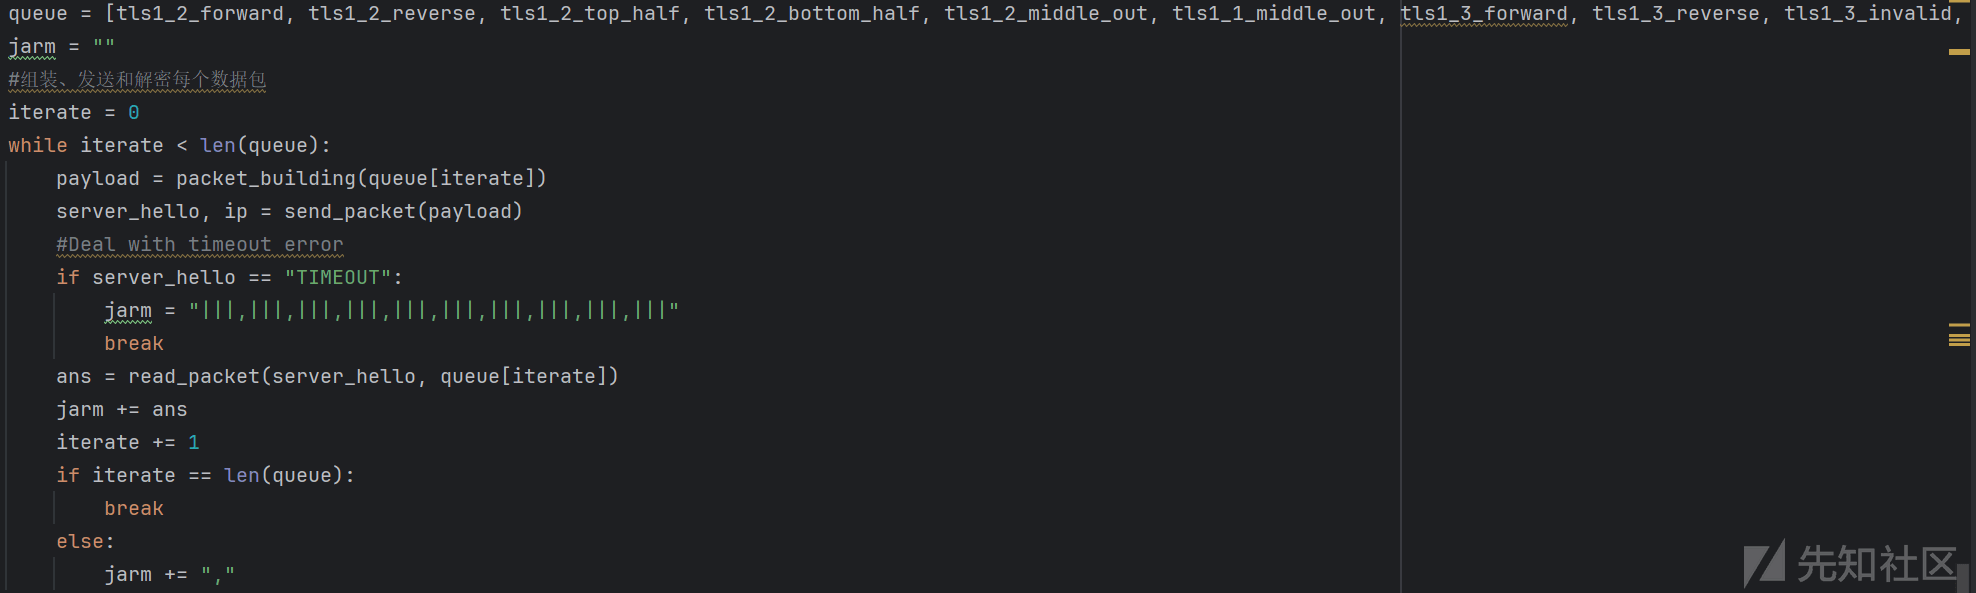 queue = [tls1_2_forward, tls1_2_reverse, tls1_2_top_half, tls1_2_bottom_half, tls1_2_middle_out, tls1_1_middle_out, tls1_3_forward, tls1_3_reverse, tls1_3_invalid,
jarm = ""
#组装、发送和解密每个数据包
iterate = 0
while iterate < len(queue):
    payload = packet_building(queue[iterate])
    server_hello, ip = send_packet(payload)
    #Deal with timeout error
    if server_hello == "TIMEOUT":
        jarm = "|||,|||,|||,|||,|||,|||,|||,|||,|||,|||"
        break
    ans = read_packet(server_hello, queue[iterate])
    jarm += ans
    iterate += 1
    if iterate == len(queue):
        break
    else:
        jarm += ","
先知社区